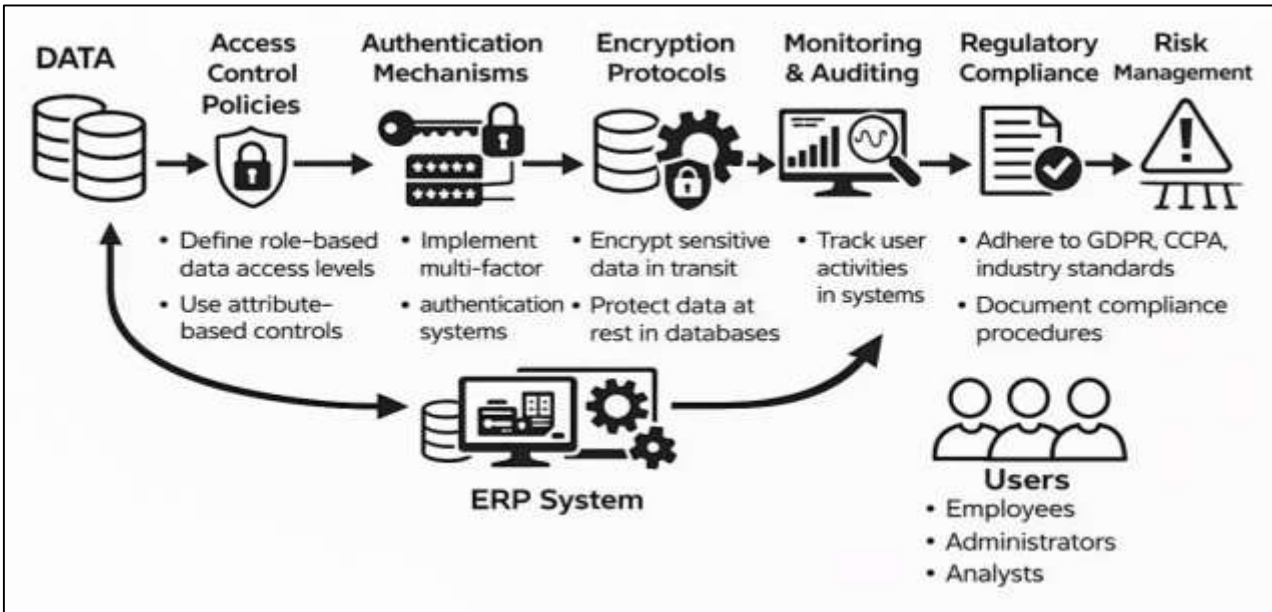 DATA
Access
Control
Policies
Authentication
Mechanisms
Encryption
Protocols
Monitoring
& Auditing
Regulatory
Compliance
Risk
Management
• Define role-based
data access levels
• Use attribute-
based controls
• Implement
multi-factor
• authentication
systems
• Encrypt sensitive
data in transit
• Protect data at
rest in databases
• Track user
activities
in systems
• Adhere to GDPR, CCPA,
industry standards
• Document compliance
procedures
ERP System
Users
• Employees
• Administrators
• Analysts